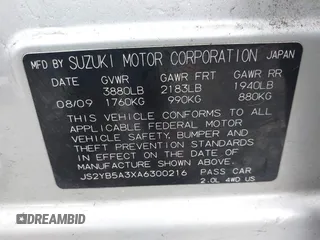 MFD BY SUZUKI MOTOR CORPORATION JAPAN
DATE GVWR GAWR FRT GAWR RR
3880LB 2183LB 1940LB
08/09 1760KG 990KG 880KG
THIS VEHICLE CONFORMS TO ALL
APPLICABLE FEDERAL MOTOR
VEHICLE SAFETY, BUMPER AND
THEFT PREVENTION STANDARDS
IN EFFECT ON THE DATE OF
MANUFACTURE SHOWN ABOVE
JS2YB5A3XA6300216 PASS CAR
2.0L 4WD US
DREAMBID